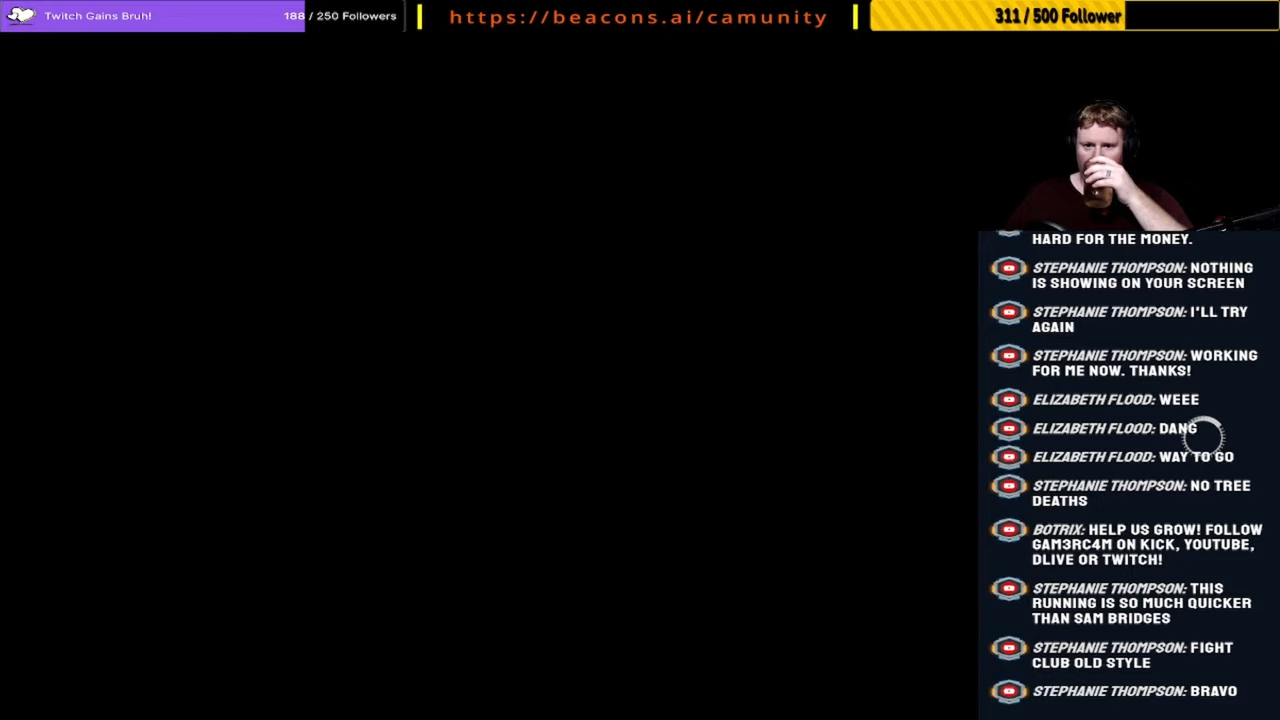 Twitch Gains Bruh!
188 / 250 Followers
https://beacons.ai/camunity
311 / 500 Follower
HARD FOR THE MONEY.
STEPHANIE THOMPSON: NOTHING
IS SHOWING ON YOUR SCREEN
STEPHANIE THOMPSON: I'LL TRY
AGAIN
STEPHANIE THOMPSON: WORKING
FOR ME NOW. THANKS!
ELIZABETH FLOOD: WEEE
ELIZABETH FLOOD: DANG
ELIZABETH FLOOD: WAY TO GO
STEPHANIE THOMPSON: NO TREE
DEATHS
BOTRIX: HELP US GROW! FOLLOW
GAM3RC4M ON KICK, YOUTUBE,
DLIVE OR TWITCH!
STEPHANIE THOMPSON: THIS
RUNNING IS SO MUCH QUICKER
THAN SAM BRIDGES
STEPHANIE THOMPSON: FIGHT
CLUB OLD STYLE
STEPHANIE THOMPSON: BRAVO